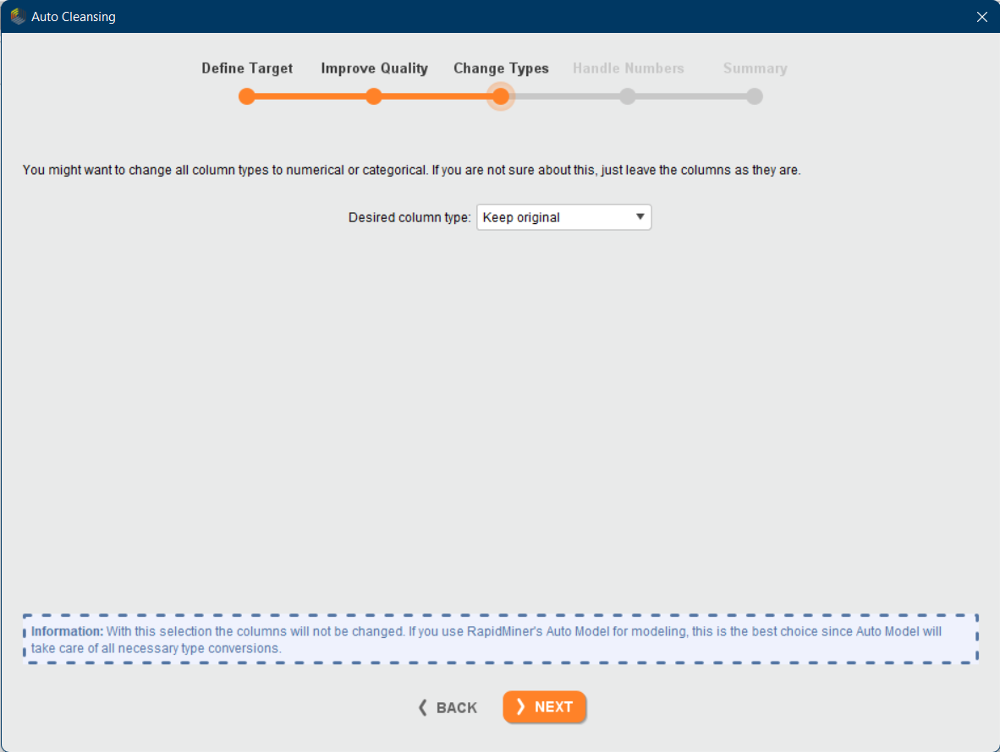 Auto Cleansing
Define Target Improve Quality Change Types Handle Numbers Summary
You might want to change all column types to numerical or categorical. If you are not sure about this, just leave the columns as they are.
Desired column type: Keep original
Information: With this selection the columns will not be changed. If you use RapidMiner's Auto Model for modeling, this is the best choice since Auto Model will
take care of all necessary type conversions.
BACK NEXT